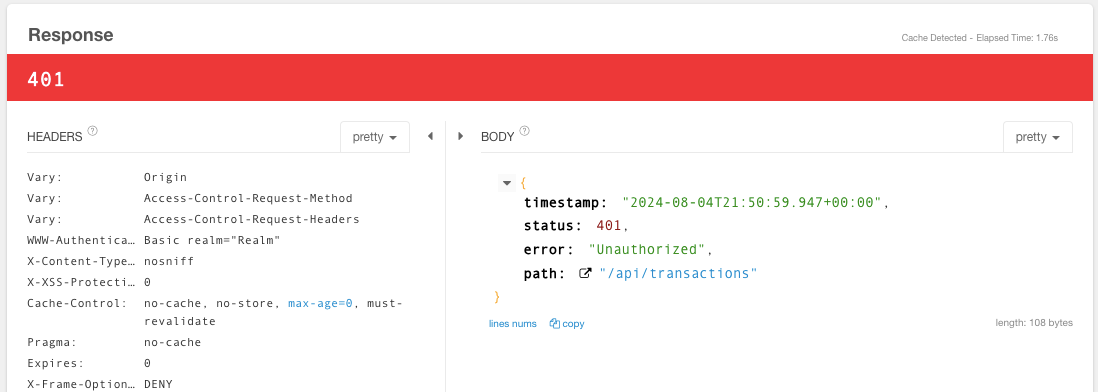 Response
Cache Detected - Elapsed Time: 1.76s
401
HEADERS ?
pretty
Vary: Origin
Vary: Access-Control-Request-Method
Vary: Access-Control-Request-Headers
WWW-Authentica… Basic realm="Realm"
X-Content-Type… nosniff
X-XSS-Protecti… 0
Cache-Control: no-cache, no-store, max-age=0, must-
revalidate
Pragma: no-cache
Expires: 0
X-Frame-Option… DENY
BODY ?
pretty
{
timestamp: "2024-08-04T21:50:59.947+00:00",
status: 401,
error: "Unauthorized",
path: "/api/transactions"
}
lines nums copy
length: 108 bytes